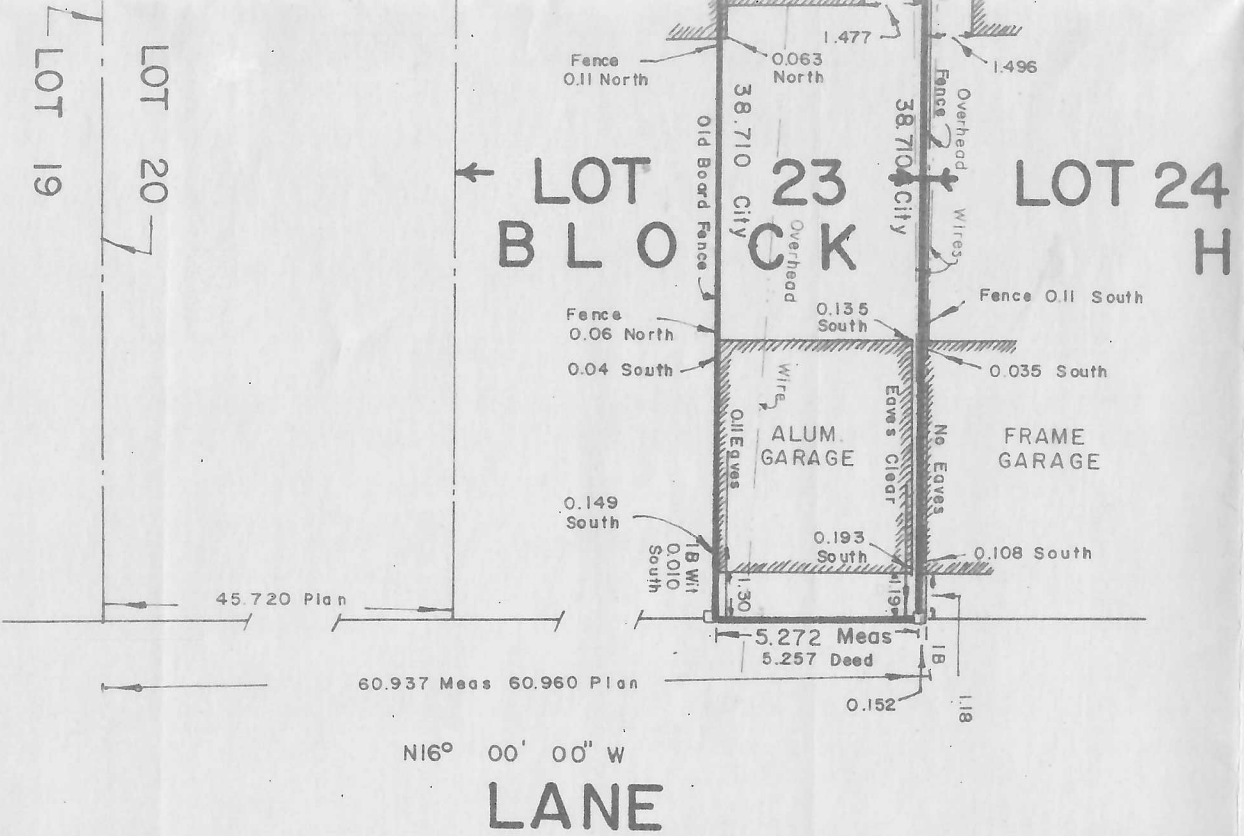 LOT 19
LOT 20
Fence
0.11 North
0.063
North
1.477
1.496
38.710 City
Old Board Fence
38.710 City
Fence
Overhead
Wires
LOT 23
LOT 24
BLOCK
H
Overhead
Wire
Fence
0.06 North
0.04 South
0.135
South
Fence 0.11 South
0.035 South
0.11 Eaves
ALUM.
GARAGE
Eaves Clear
No Eaves
FRAME
GARAGE
0.149
South
IB Wit
0.010
South
0.193
South
0.108 South
1.30
45.720 Plan
5.272 Meas
5.257 Deed
IB
1.18
60.937 Meas 60.960 Plan
0.152
N16° 00' 00" W
LANE